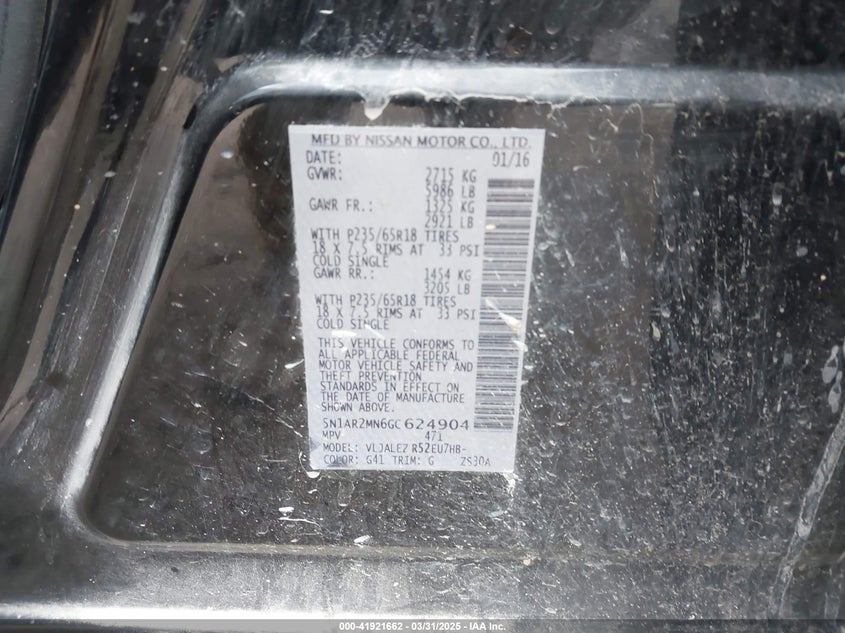 MFD BY NISSAN MOTOR CO., LTD.
DATE: 01/16
GVWR: 2715 KG
5986 LB
GAWR FR.: 1325 KG
2921 LB
WITH P235/65R18 TIRES
18 X 7.5 RIMS AT 33 PSI
COLD SINGLE
GAWR RR.: 1454 KG
3205 LB
WITH P235/65R18 TIRES
18 X 7.5 RIMS AT 33 PSI
COLD SINGLE
THIS VEHICLE CONFORMS TO
ALL APPLICABLE FEDERAL
MOTOR VEHICLE SAFETY AND
THEFT PREVENTION
STANDARDS IN EFFECT ON
THE DATE OF MANUFACTURE
SHOWN ABOVE.
5N1AR2MN6GC624904
MPV 471
MODEL: VLJALEZ R52EU7HB-
COLOR: G41 TRIM: G ZS30A
000-41921662 - 03/31/2025 - IAA Inc.